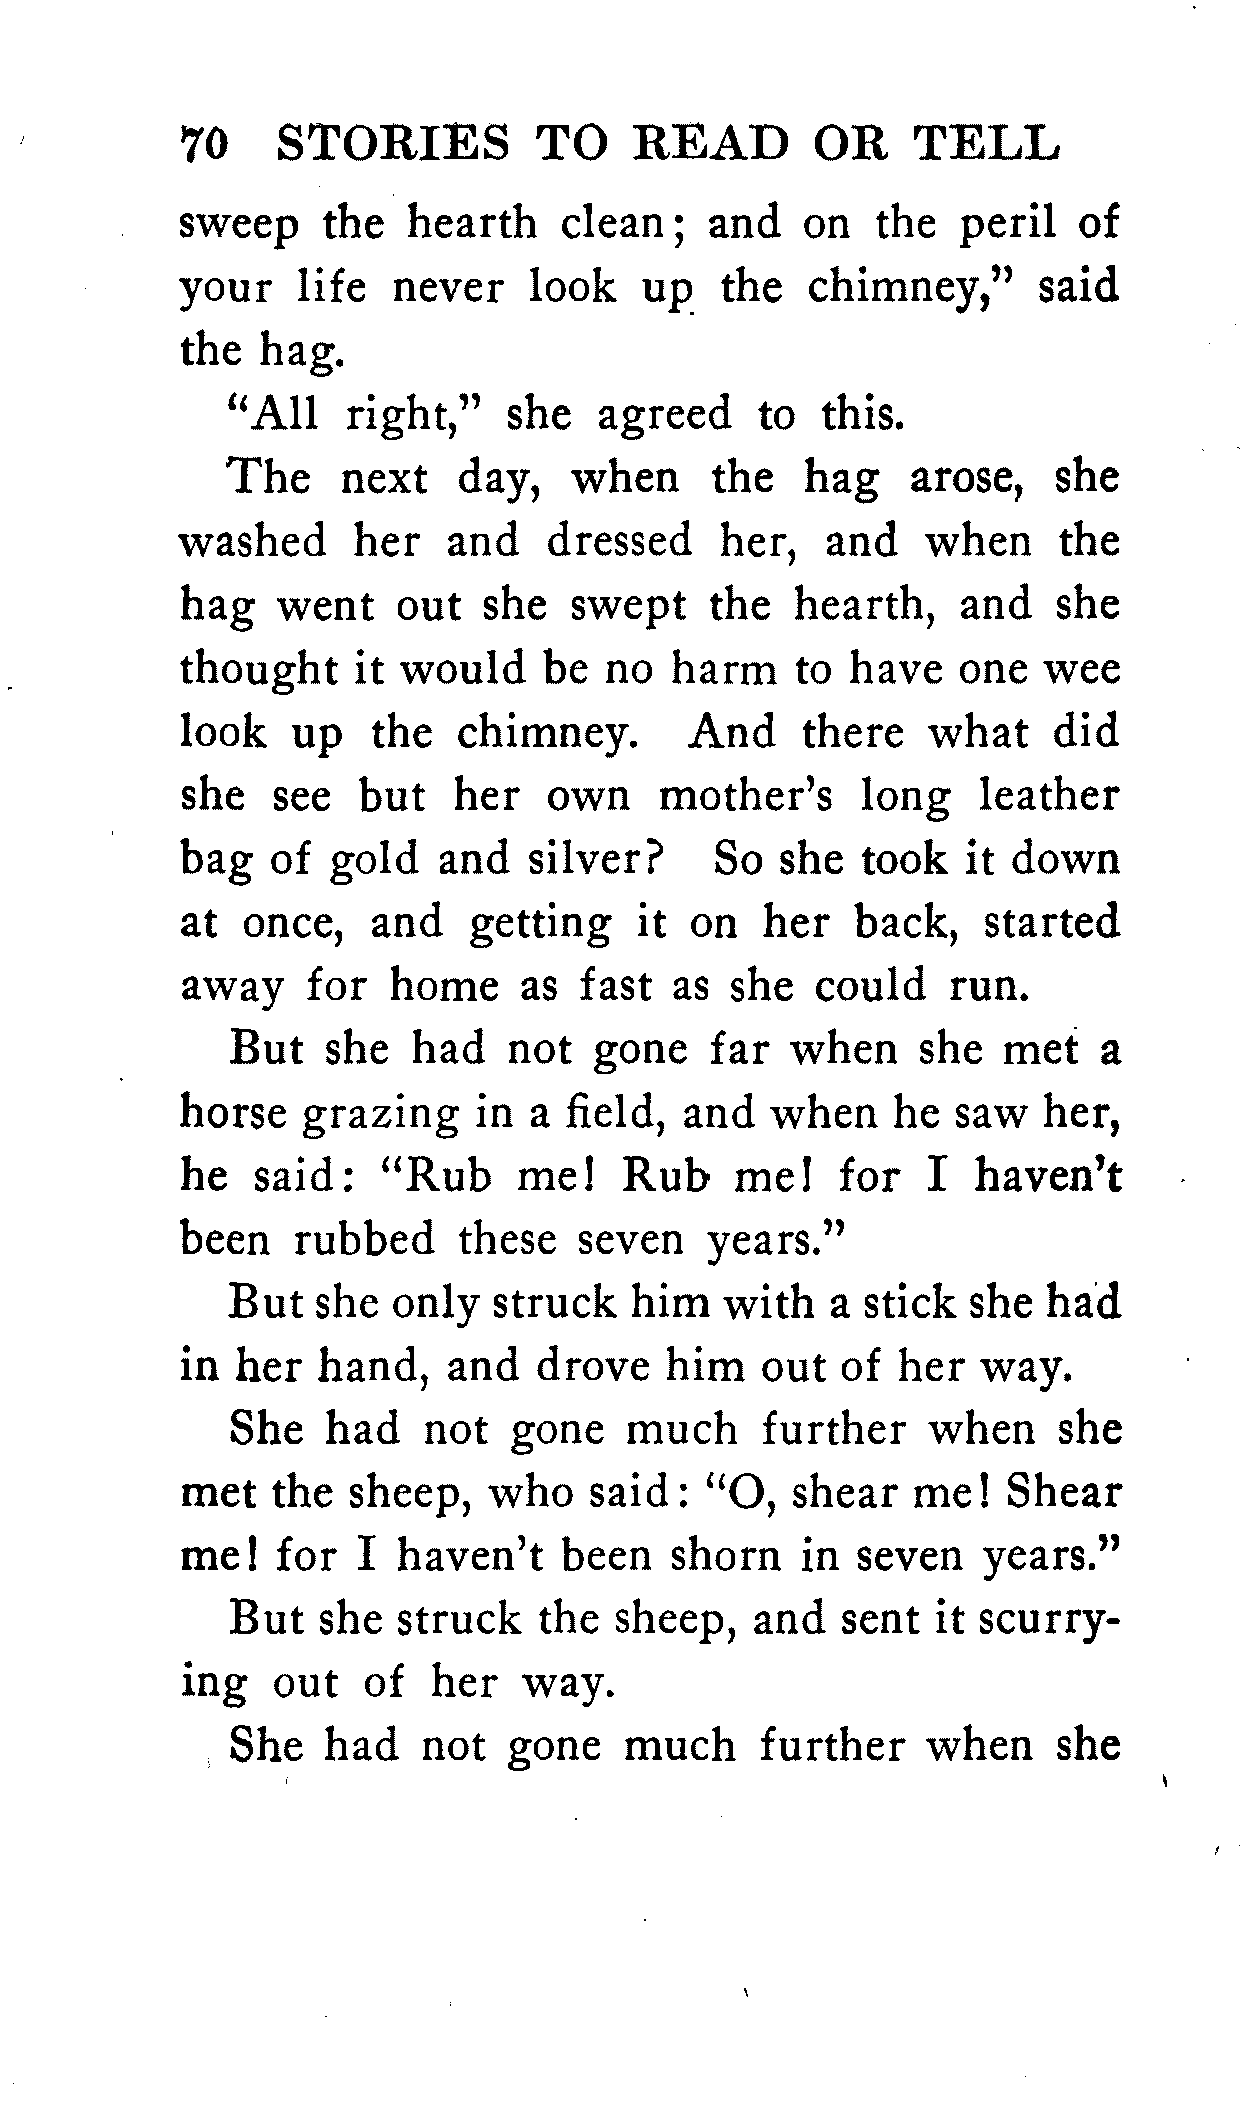 70 STORIES TO READ OR TELL
sweep the hearth clean; and on the peril of
your life never look up the chimney,” said
the hag.
“All right,” she agreed to this.
The next day, when the hag arose, she
washed her and dressed her, and when the
hag went out she swept the hearth, and she
thought it would be no harm to have one wee
look up the chimney. And there what did
she see but her own mother's long leather
bag of gold and silver? So she took it down
at once, and getting it on her back, started
away for home as fast as she could run.
But she had not gone far when she met a
horse grazing in a field, and when he saw her,
he said: “Rub me! Rub me! for I haven't
been rubbed these seven years.”
But she only struck him with a stick she had
in her hand, and drove him out of her way.
She had not gone much further when she
met the sheep, who said: “O, shear me! Shear
me! for I haven't been shorn in seven years.”
But she struck the sheep, and sent it scurry-
ing out of her way.
She had not gone much further when she